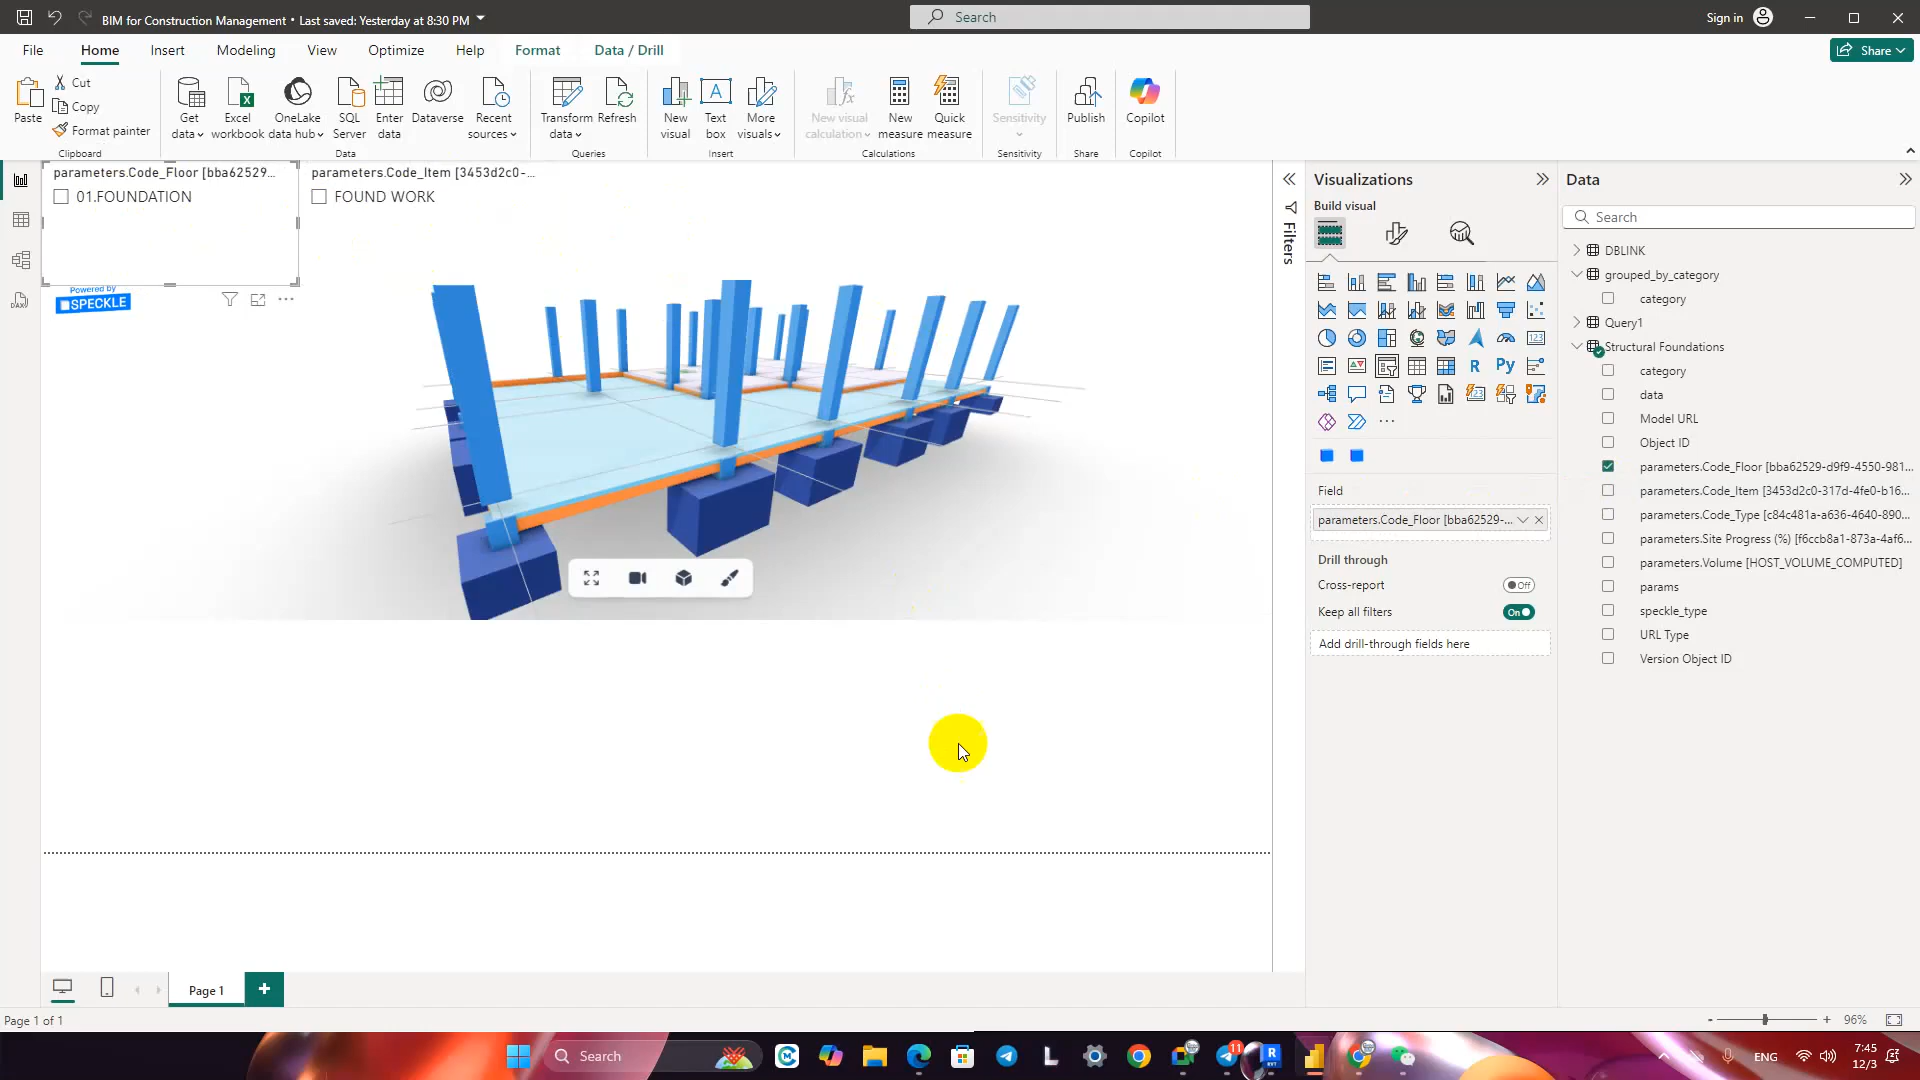 BIM for Construction Management • Last saved: Yesterday at 8:30 PM
Search
Sign in
File
Home
Insert
Modeling
View
Optimize
Help
Format
Data / Drill
Share
Paste
Cut
Copy
Format painter
Clipboard
Get data
Excel workbook
OneLake data hub
SQL Server
Enter data
Dataverse
Recent sources
Data
Transform data
Refresh
Queries
New visual
Text box
More visuals
Insert
New visual calculation
New measure
Quick measure
Calculations
Sensitivity
Sensitivity
Publish
Share
Copilot
Copilot
parameters.Code_Floor [bba62529...
01.FOUNDATION
parameters.Code_Item [3453d2c0-...
FOUND WORK
Powered by
SPECKLE
Filters
Visualizations
Build visual
Field
parameters.Code_Floor [bba62529-...
Drill through
Cross-report
Off
Keep all filters
On
Add drill-through fields here
Data
Search
DBLINK
grouped_by_category
category
Query1
Structural Foundations
category
data
Model URL
Object ID
parameters.Code_Floor [bba62529-d9f9-4550-981...
parameters.Code_Item [3453d2c0-317d-4fe0-b16...
parameters.Code_Type [c84c481a-a636-4640-890...
parameters.Site Progress (%) [f6ccb8a1-873a-4af6...
parameters.Volume [HOST_VOLUME_COMPUTED]
params
speckle_type
URL Type
Version Object ID
Page 1
Page 1 of 1
96%
Search
11
ENG
7:45
12/3